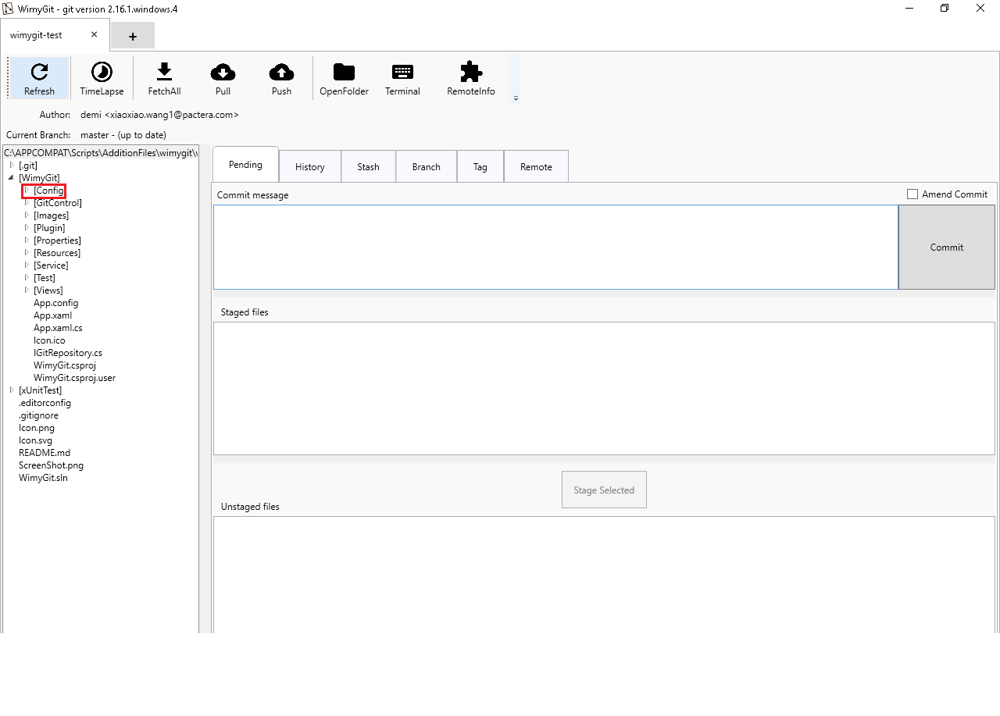 WimyGit - git version 2.16.1.windows.4
wimygit-test
Refresh TimeLapse FetchAll Pull Push OpenFolder Terminal RemoteInfo
Author: demi <xiaoxiao.wang1@pactera.com>
Current Branch: master - (up to date)
C:\APPCOMPAT\Scripts\AdditionFiles\wimygit\
[.git]
[WimyGit]
[Config
[GitControl]
[Images]
[Plugin]
[Properties]
[Resources]
[Service]
[Test]
[Views]
App.config
App.xaml
App.xaml.cs
Icon.ico
IGitRepository.cs
WimyGit.csproj
WimyGit.csproj.user
[xUnitTest]
.editorconfig
.gitignore
Icon.png
Icon.svg
README.md
ScreenShot.png
WimyGit.sln
Pending History Stash Branch Tag Remote
Commit message
Amend Commit
Commit
Staged files
Stage Selected
Unstaged files